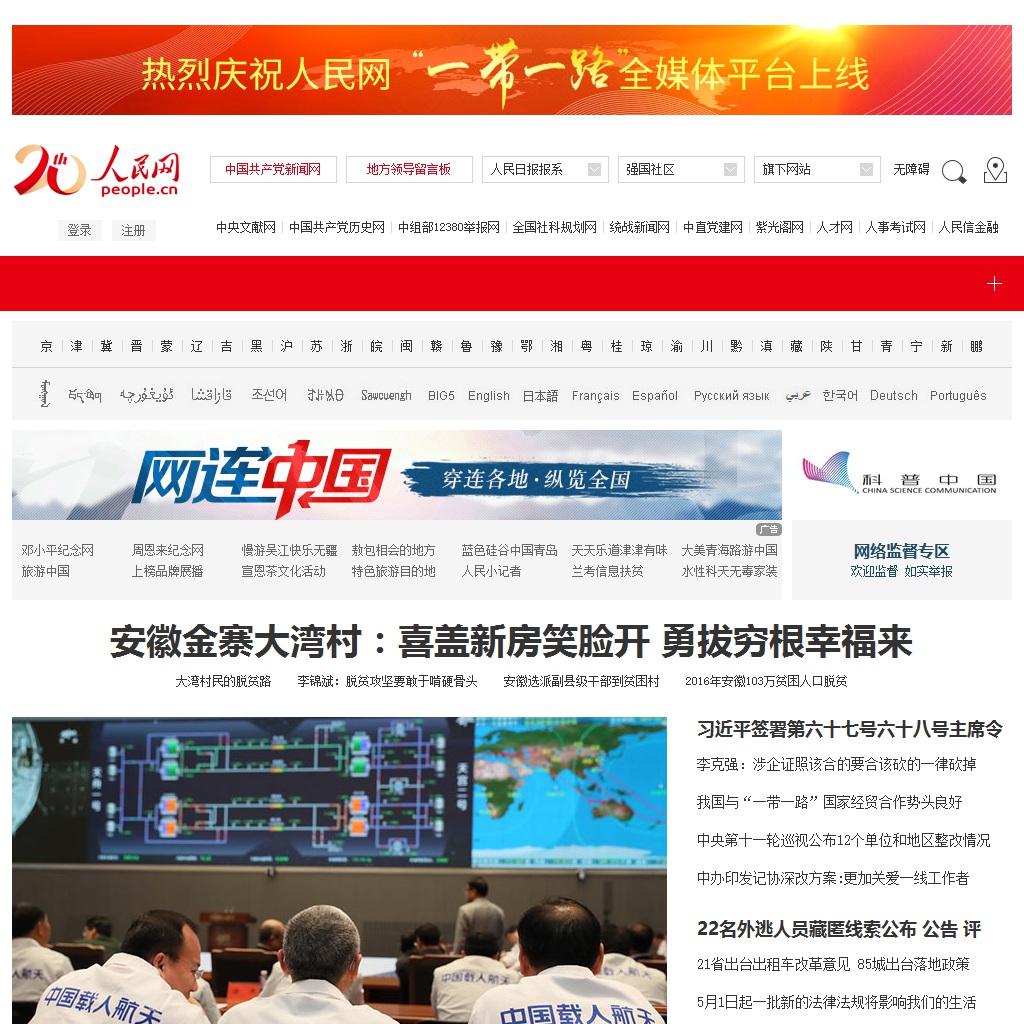 热烈庆祝人民网“一带一路”全媒体平台上线
20 人民网
people.cn
中国共产党新闻网 地方领导留言板 人民日报报系 强国社区 旗下网站 无障碍
登录 注册
中央文献网 中国共产党历史网 中组部12380举报网 全国社科规划网 统战新闻网 中直党建网 紫光阁网 人才网 人事考试网 人民信金融
京 津 冀 晋 蒙 辽 吉 黑 沪 苏 浙 皖 闽 赣 鲁 豫 鄂 湘 粤 桂 琼 渝 川 黔 滇 藏 陕 甘 青 宁 新 鹏
ئۇيغۇرچە قازاقشا 조선어 Sawcuengh BIG5 English 日本語 Français Español Русский язык عربي 한국어 Deutsch Português
网连中国 穿连各地·纵览全国
科普中国
CHINA SCIENCE COMMUNICATION
广告
邓小平纪念网 周恩来纪念网 慢游吴江快乐无疆 敖包相会的地方 蓝色硅谷中国青岛 天天乐道津津有味 大美青海路游中国
旅游中国 上榜品牌展播 宣恩茶文化活动 特色旅游目的地 人民小记者 兰考信息扶贫 水性科天无毒家装
网络监督专区
欢迎监督 如实举报
安徽金寨大湾村：喜盖新房笑脸开 勇拔穷根幸福来
大湾村民的脱贫路 李锦斌：脱贫攻坚要敢于啃硬骨头 安徽选派副县级干部到贫困村 2016年安徽103万贫困人口脱贫
天舟一号
天宫二号
中国载人航天
中国载人航天
中国载人航天
人航天
载人航天
习近平签署第六十七号六十八号主席令
李克强：涉企证照该合的要合该砍的一律砍掉
我国与“一带一路”国家经贸合作势头良好
中央第十一轮巡视公布12个单位和地区整改情况
中办印发记协深改方案:更加关爱一线工作者
22名外逃人员藏匿线索公布 公告 评
21省出台出租车改革意见 85城出台落地政策
5月1日起一批新的法律法规将影响我们的生活